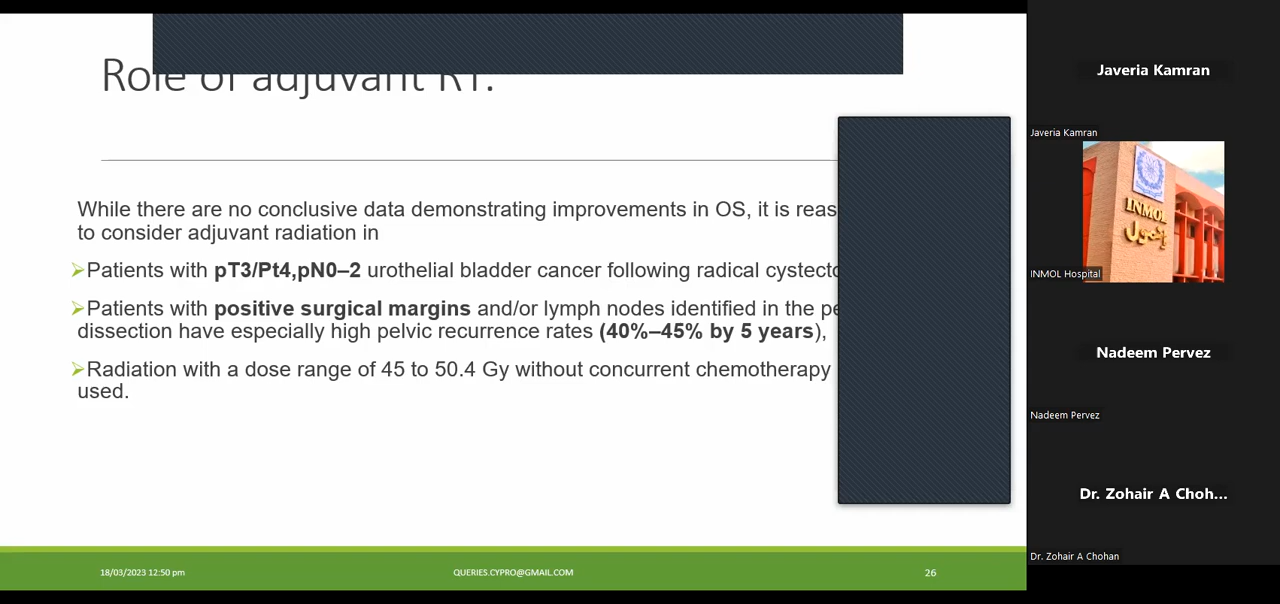 Role of adjuvant RT:
While there are no conclusive data demonstrating improvements in OS, it is
to consider adjuvant radiation in
➢Patients with pT3/Pt4,pN0–2 urothelial bladder cancer following radical
➢Patients with positive surgical margins and/or lymph nodes identified in the
dissection have especially high pelvic recurrence rates (40%–45% by 5 years),
➢Radiation with a dose range of 45 to 50.4 Gy without concurrent chemotherapy
used.
18/03/2023 12:50 pm
QUERIES.CYPRO@GMAIL.COM
26
Javeria Kamran
Javeria Kamran
INMOL
انمول
INMOL Hospital
Nadeem Pervez
Nadeem Pervez
Dr. Zohair A Choh...
Dr. Zohair A Chohan